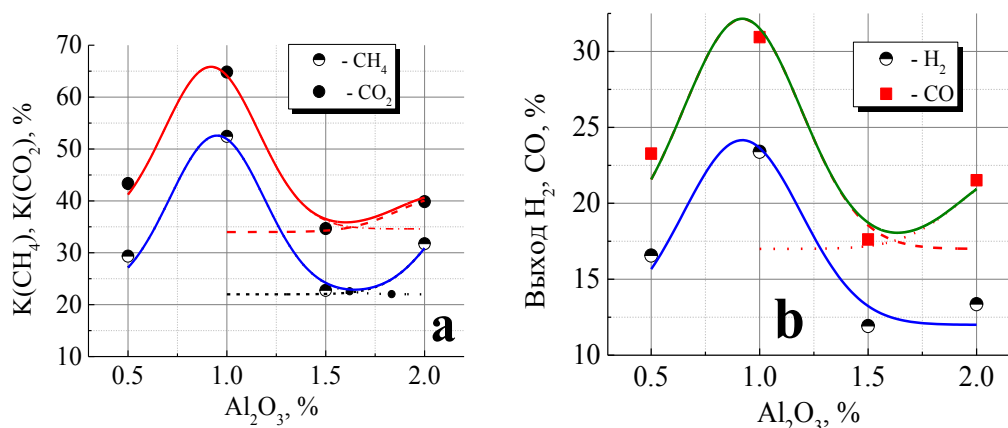 K(CH₄), K(CO₂), %
70
60
50
40
30
20
10
- CH₄
- CO₂
a
0.5 1.0 1.5 2.0
Al₂O₃, %
Выход H₂, CO, %
30
25
20
15
10
- H₂
- CO
b
0.5 1.0 1.5 2.0
Al₂O₃, %